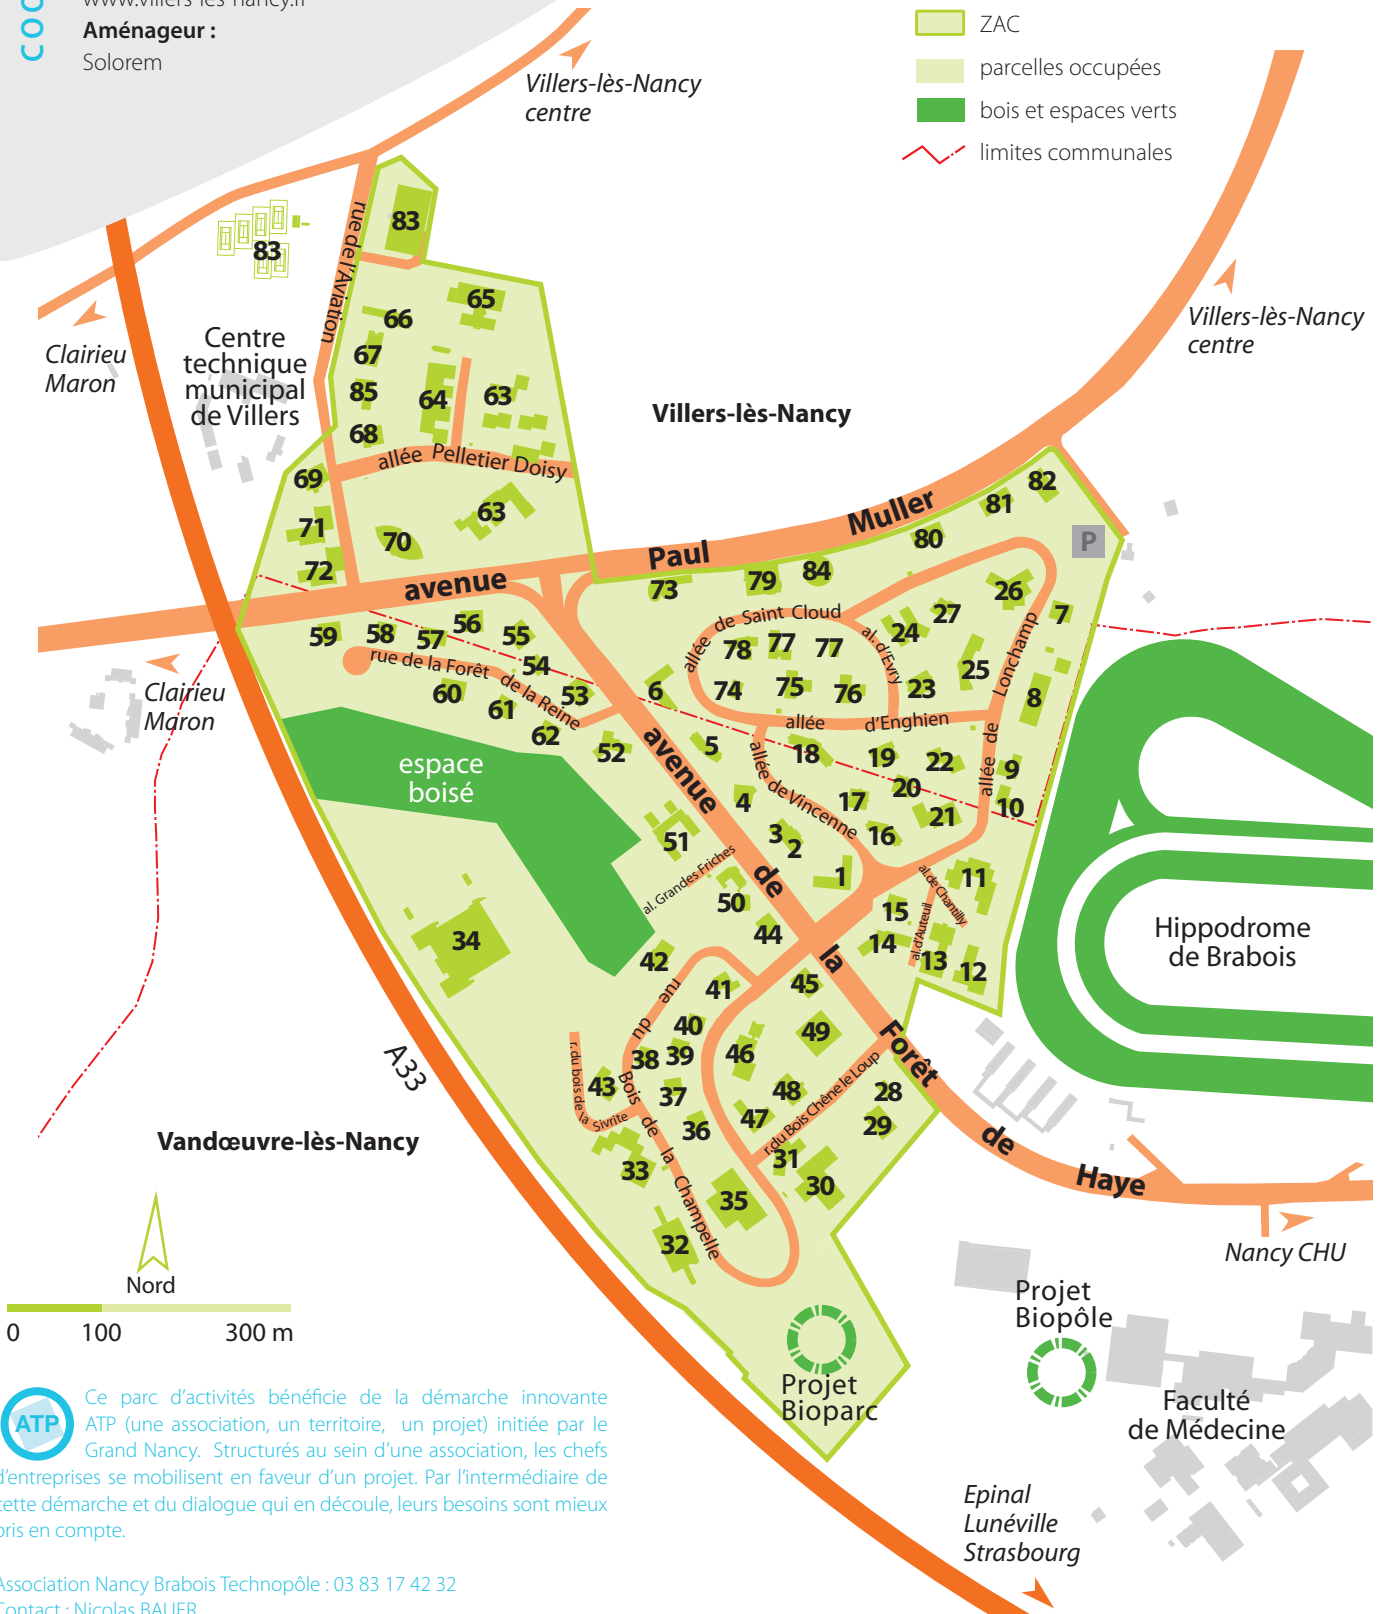 COO
www.villers-les-nancy.fr
Aménageur :
Solorem
ZAC
parcelles occupées
bois et espaces verts
limites communales
Villers-lès-Nancy
centre
Villers-lès-Nancy
centre
Clairieu
Maron
rue de l'Aviation
83
83
65
66
67
85
64
63
68
Centre
technique
municipal
de Villers
Villers-lès-Nancy
allée Pelletier Doisy
69
71
72
70
63
82
81
80
P
avenue Paul Muller
73
79
84
26
7
27
24
25
8
23
allée de Saint Cloud
78
77
77
74
75
76
al. d'Evry
allée d'Enghien
allée de Lonchamp
59
58
57
56
55
54
53
rue de la Forêt de la Reine
60
61
62
52
6
5
4
3
2
1
Clairieu
Maron
18
19
22
9
10
20
17
21
16
allée de Vincenne
espace
boisé
51
al. Grandes Friches
50
44
avenue de la Forêt de Haye
11
15
14
13
12
al. de Chantilly
al. d'Auteuil
Hippodrome
de Brabois
34
42
41
45
40
49
39
38
46
43
37
48
47
36
28
29
31
30
33
35
32
rue du Bois de la Champelle
r. du bois de la Sivrite
r. du Bois Chêne le Loup
A33
Vandœuvre-lès-Nancy
Nord
0 100 300 m
Nancy CHU
Projet
Biopôle
Projet
Bioparc
Faculté
de Médecine
Epinal
Lunéville
Strasbourg
ATP
Ce parc d'activités bénéficie de la démarche innovante
ATP (une association, un territoire, un projet) initiée par le
Grand Nancy. Structurés au sein d'une association, les chefs
d'entreprises se mobilisent en faveur d'un projet. Par l'intermédiaire de
cette démarche et du dialogue qui en découle, leurs besoins sont mieux
pris en compte.
Association Nancy Brabois Technopôle : 03 83 17 42 32
Contact : Nicolas BAUER